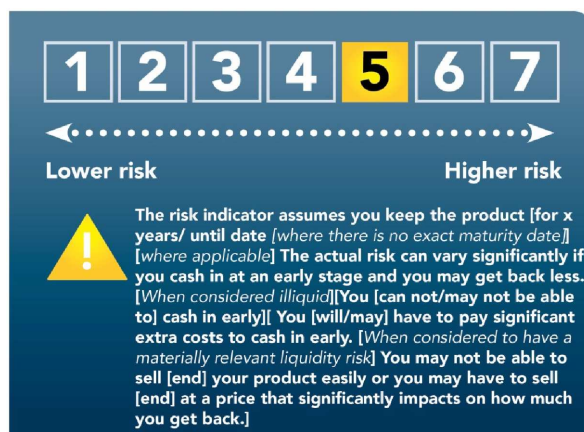 1 2 3 4 5 6 7
Lower risk Higher risk
!
The risk indicator assumes you keep the product [for x
years/ until date [where there is no exact maturity date]]
[where applicable] The actual risk can vary significantly if
you cash in at an early stage and you may get back less.
[When considered illiquid][You [can not/may not be able
to] cash in early][ You [will/may] have to pay significant
extra costs to cash in early. [When considered to have a
materially relevant liquidity risk] You may not be able to
sell [end] your product easily or you may have to sell
[end] at a price that significantly impacts on how much
you get back.]